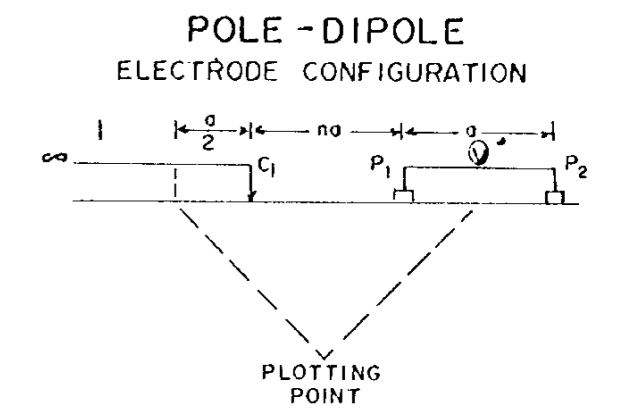 POLE-DIPOLE
ELECTRODE CONFIGURATION
I
a
2
na
a
∞
C1
P1
V
P2
PLOTTING
POINT